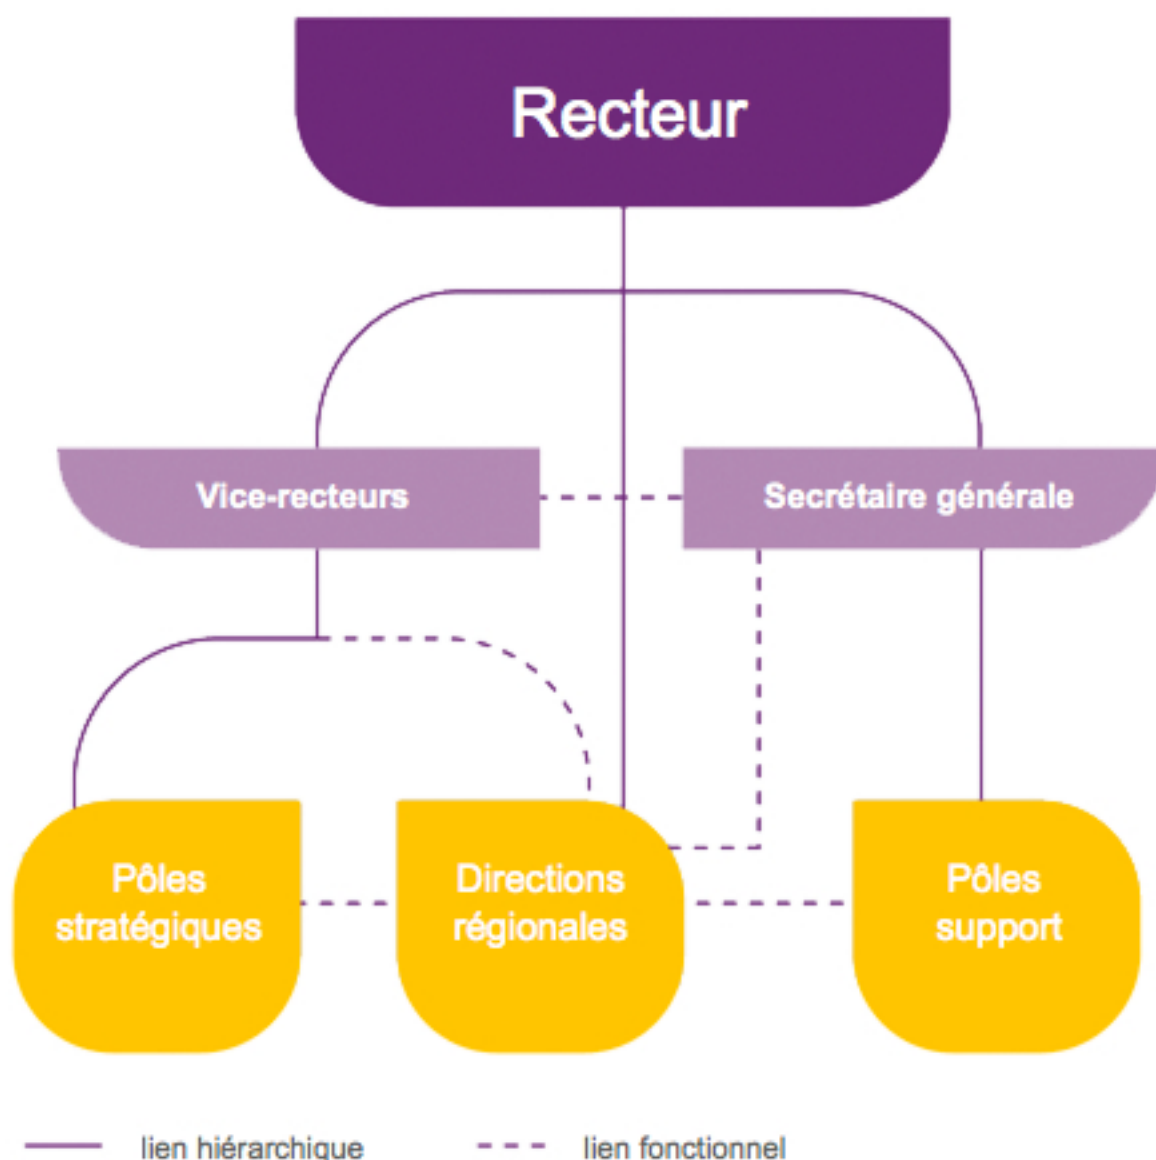 Recteur
Vice-recteurs
Secrétaire générale
Pôles
stratégiques
Directions
régionales
Pôles
support
lien hiérarchique
lien fonctionnel